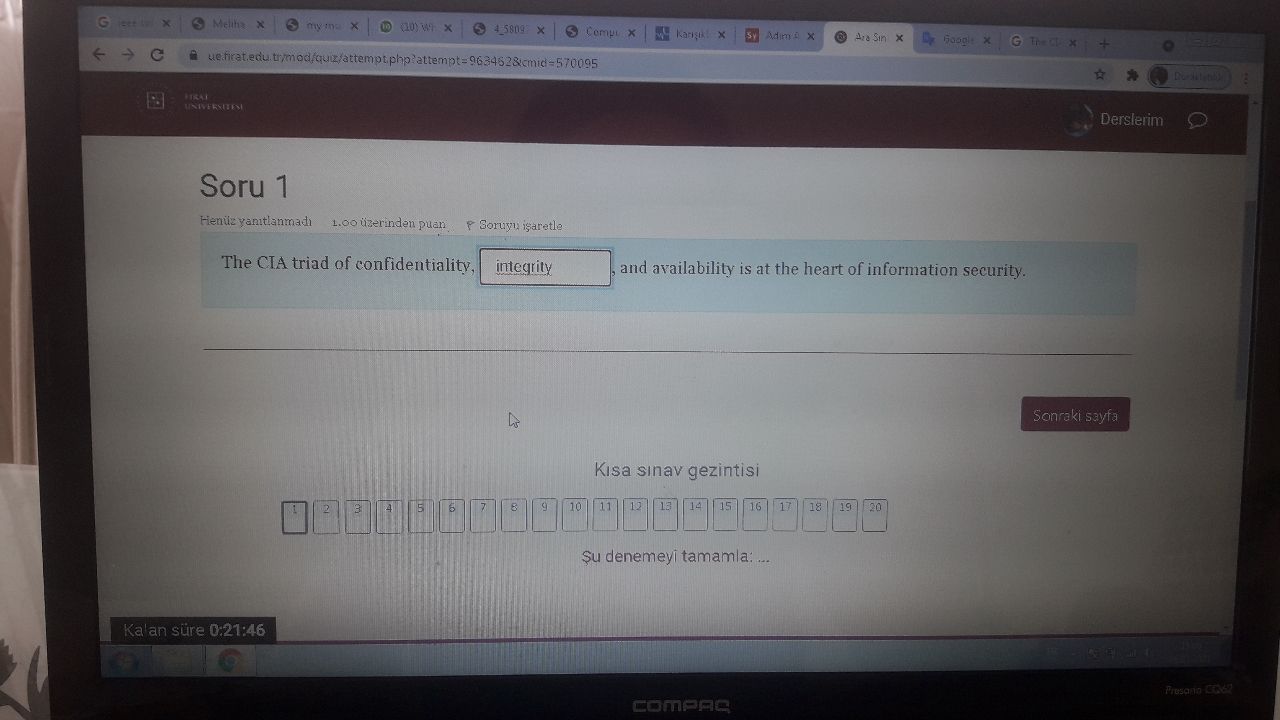 Meliha
my mu
4_5809
Compu
Karışık
Sy Adım A
Ara Sın
Google
G The CI
ue.firat.edu.tr/mod/quiz/attempt.php?attempt=963462&cmid=570095
FIRAT
ÜNİVERSİTESİ
Derslerim
Soru 1
Henüz yanıtlanmadı 1.00 üzerinden puan Soruyu işaretle
The CIA triad of confidentiality, integrity , and availability is at the heart of information security.
Sonraki sayfa
Kısa sınav gezintisi
1 2 3 4 5 6 7 8 9 10 11 12 13 14 15 16 17 18 19 20
Şu denemeyi tamamla: ...
Kalan süre 0:21:46
Presario CQ62
COMPAQ